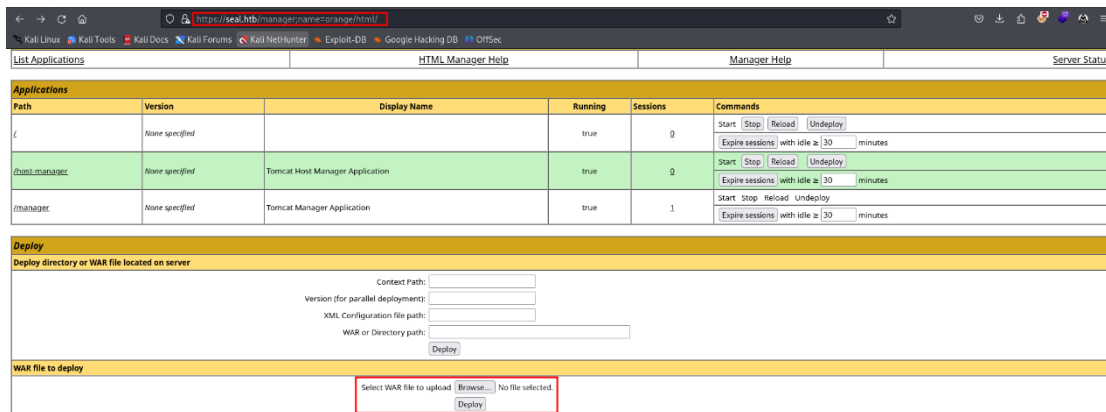 https://seal.htb/manager;name=orange/html/
Kali Linux Kali Tools Kali Docs Kali Forums Kali NetHunter Exploit-DB Google Hacking DB OffSec
List Applications HTML Manager Help Manager Help Server Statu
Applications
Path Version Display Name Running Sessions Commands
/ None specified true 0 Start Stop Reload Undeploy
Expire sessions with idle ≥ 30 minutes
/host-manager None specified Tomcat Host Manager Application true 0 Start Stop Reload Undeploy
Expire sessions with idle ≥ 30 minutes
/manager None specified Tomcat Manager Application true 1 Start Stop Reload Undeploy
Expire sessions with idle ≥ 30 minutes
Deploy
Deploy directory or WAR file located on server
Context Path:
Version (for parallel deployment):
XML Configuration file path:
WAR or Directory path:
Deploy
WAR file to deploy
Select WAR file to upload Browse... No file selected.
Deploy